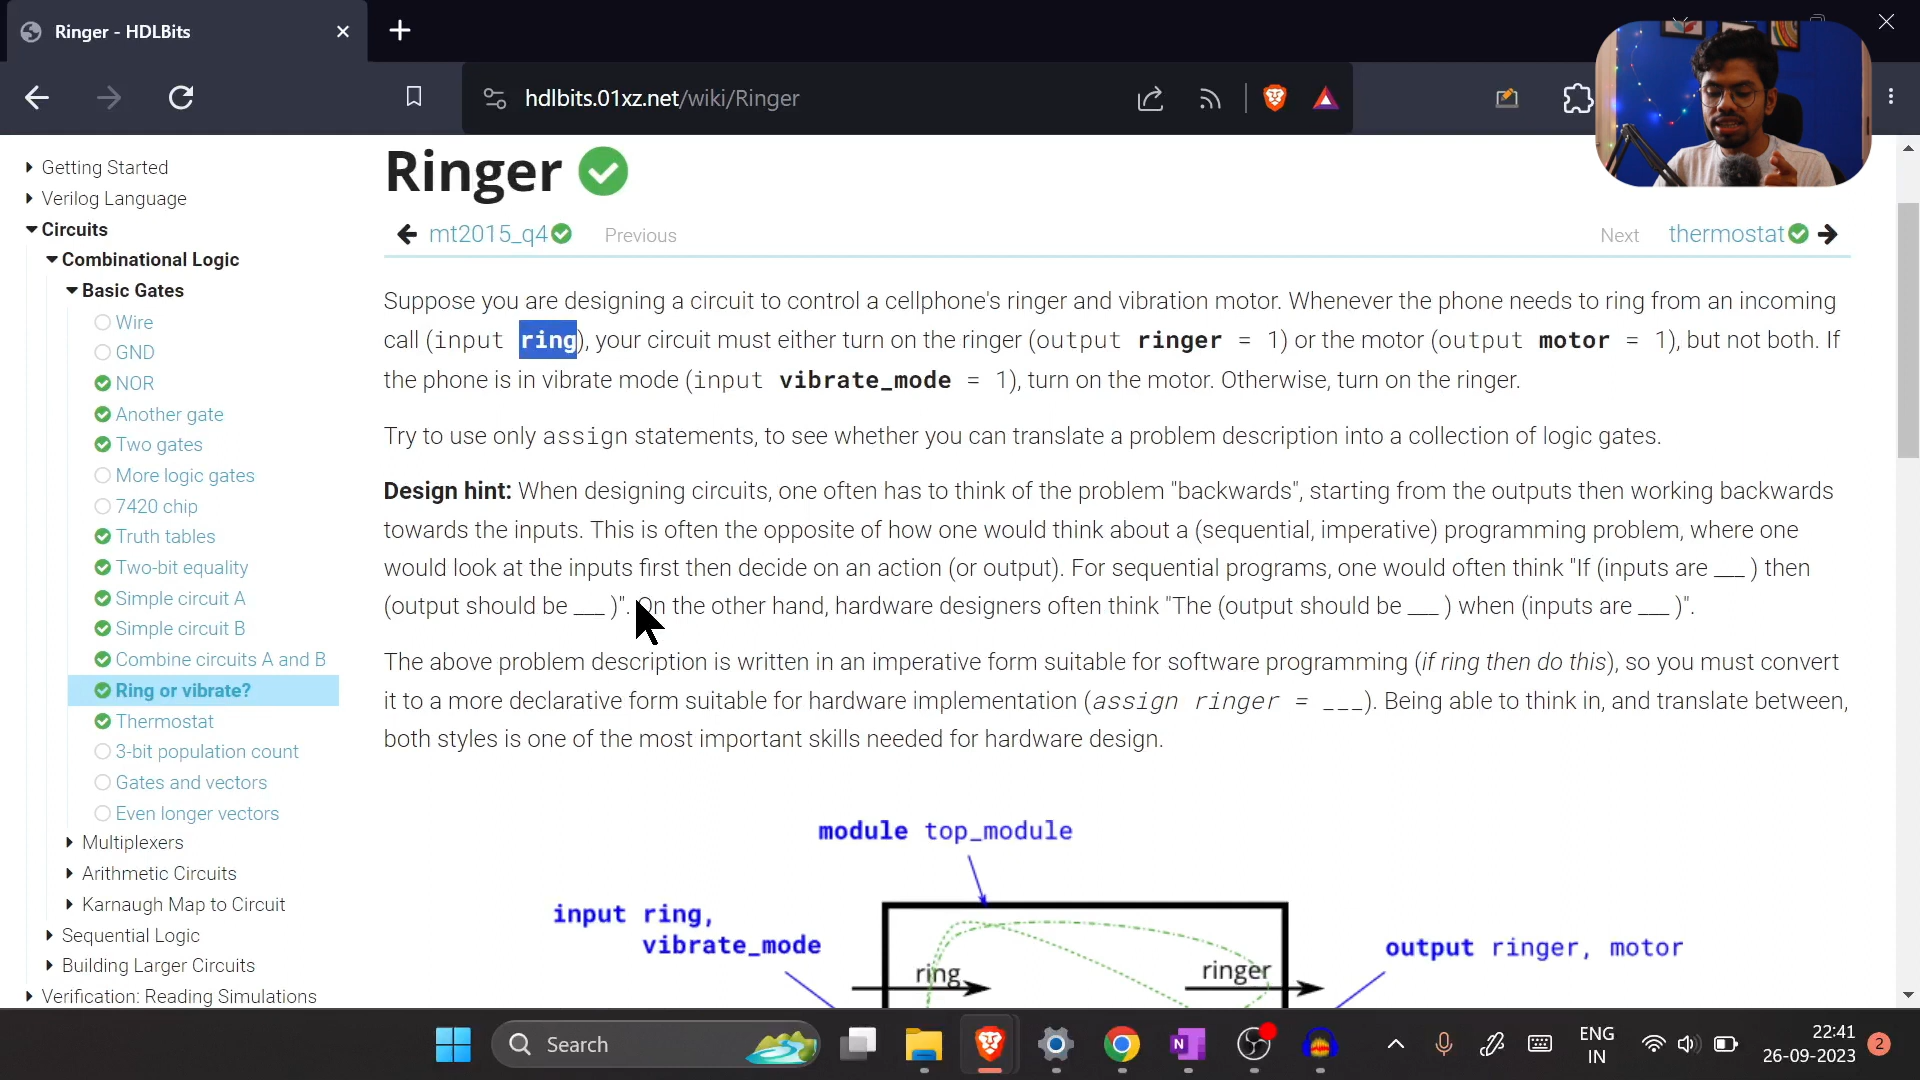 Ringer - HDLBits
hdlbits.01xz.net/wiki/Ringer
Getting Started
Verilog Language
Circuits
Combinational Logic
Basic Gates
Wire
GND
NOR
Another gate
Two gates
More logic gates
7420 chip
Truth tables
Two-bit equality
Simple circuit A
Simple circuit B
Combine circuits A and B
Ring or vibrate?
Thermostat
3-bit population count
Gates and vectors
Even longer vectors
Multiplexers
Arithmetic Circuits
Karnaugh Map to Circuit
Sequential Logic
Building Larger Circuits
Verification: Reading Simulations
Ringer
mt2015_q4 Previous
Next thermostat
Suppose you are designing a circuit to control a cellphone's ringer and vibration motor. Whenever the phone needs to ring from an incoming
call (input ring), your circuit must either turn on the ringer (output ringer = 1) or the motor (output motor = 1), but not both. If
the phone is in vibrate mode (input vibrate_mode = 1), turn on the motor. Otherwise, turn on the ringer.
Try to use only assign statements, to see whether you can translate a problem description into a collection of logic gates.
Design hint: When designing circuits, one often has to think of the problem "backwards", starting from the outputs then working backwards
towards the inputs. This is often the opposite of how one would think about a (sequential, imperative) programming problem, where one
would look at the inputs first then decide on an action (or output). For sequential programs, one would often think "If (inputs are ___ ) then
(output should be ___ )". On the other hand, hardware designers often think "The (output should be ___ ) when (inputs are ___ )".
The above problem description is written in an imperative form suitable for software programming (if ring then do this), so you must convert
it to a more declarative form suitable for hardware implementation (assign ringer = ___). Being able to think in, and translate between,
both styles is one of the most important skills needed for hardware design.
module top_module
input ring,
vibrate_mode
output ringer, motor
ring
ringer
Search
N
ENG
IN
22:41
26-09-2023
2